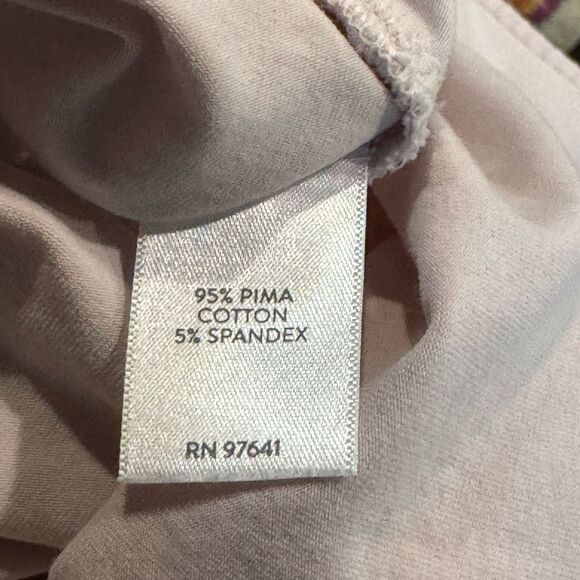 95% PIMA
COTTON
5% SPANDEX
RN 97641